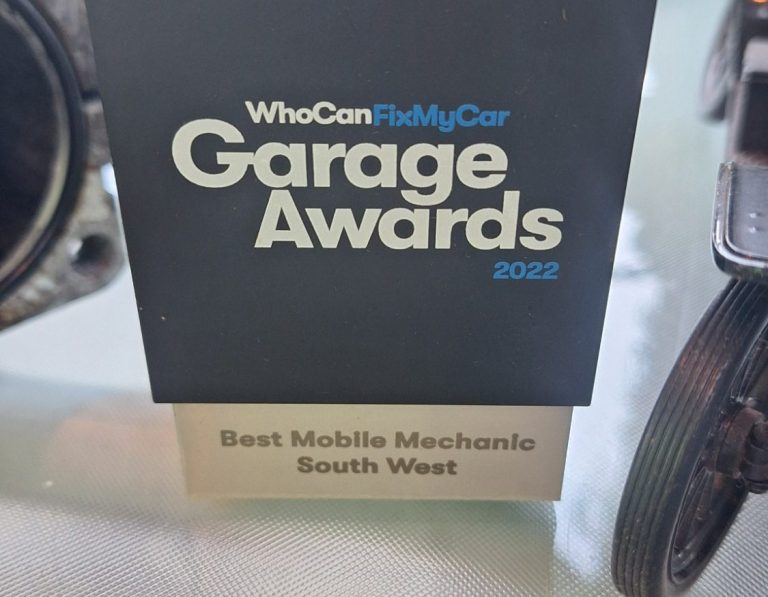 WhoCanFixMyCar
Garage
Awards
2022
Best Mobile Mechanic
South West